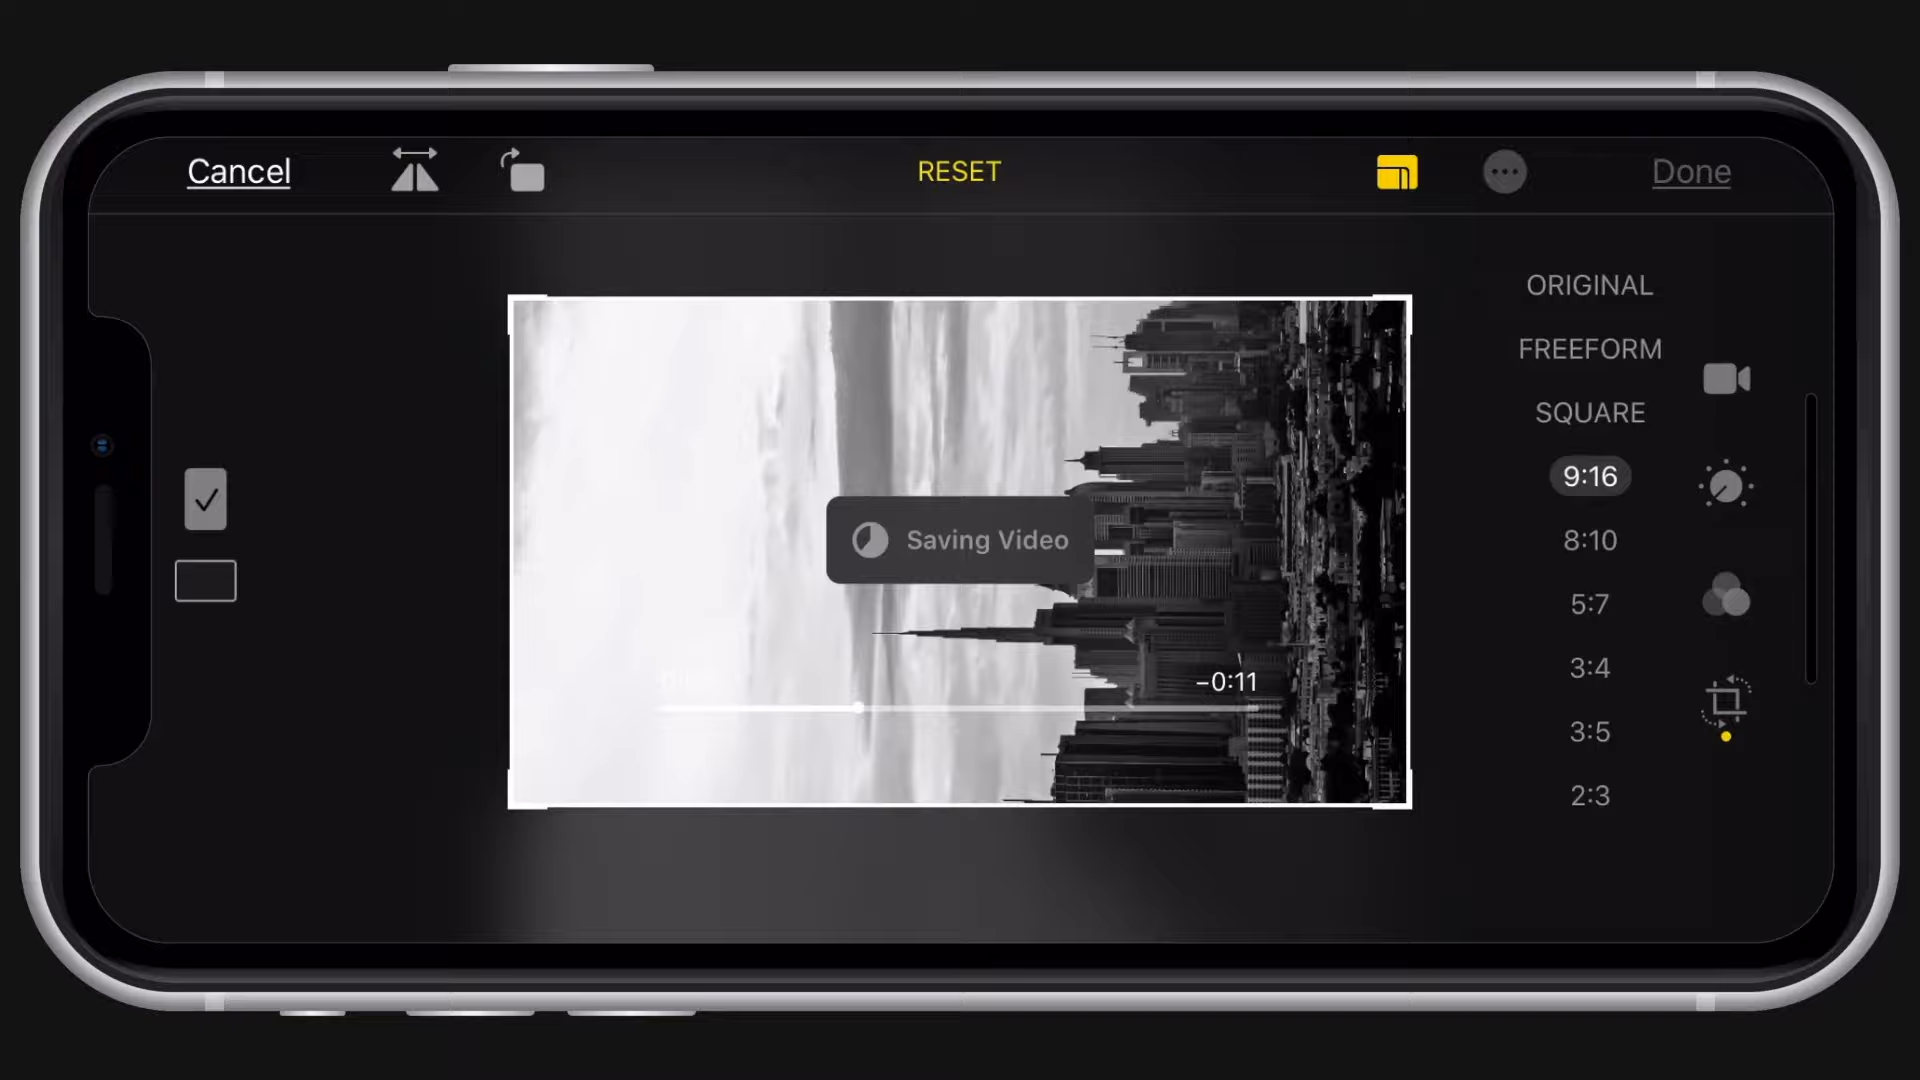 Cancel
RESET
Done
ORIGINAL
FREEFORM
SQUARE
9:16
8:10
5:7
3:4
3:5
2:3
Saving Video
−0:11